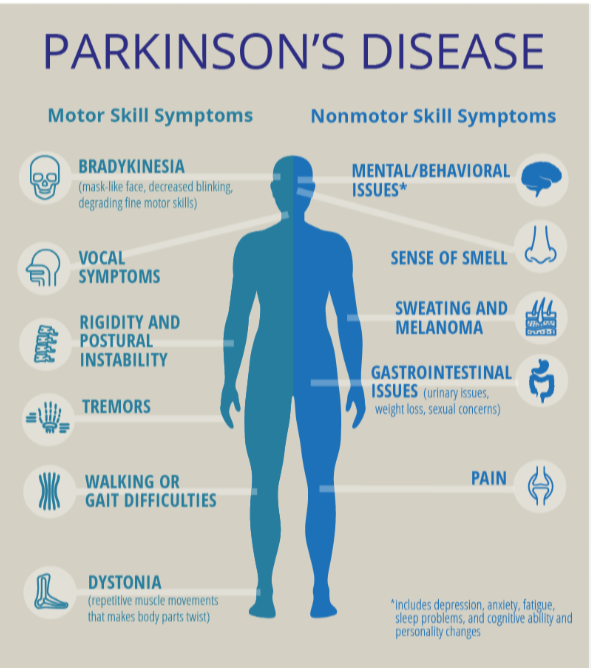 PARKINSON'S DISEASE
Motor Skill Symptoms
BRADYKINESIA
(mask-like face, decreased blinking,
degrading fine motor skills)
VOCAL
SYMPTOMS
RIGIDITY AND
POSTURAL
INSTABILITY
TREMORS
WALKING OR
GAIT DIFFICULTIES
DYSTONIA
(repetitive muscle movements
that makes body parts twist)
Nonmotor Skill Symptoms
MENTAL/BEHAVIORAL
ISSUES*
SENSE OF SMELL
SWEATING AND
MELANOMA
GASTROINTESTINAL
ISSUES (urinary issues,
weight loss, sexual concerns)
PAIN
*Includes depression, anxiety, fatigue,
sleep problems, and cognitive ability and
personality changes